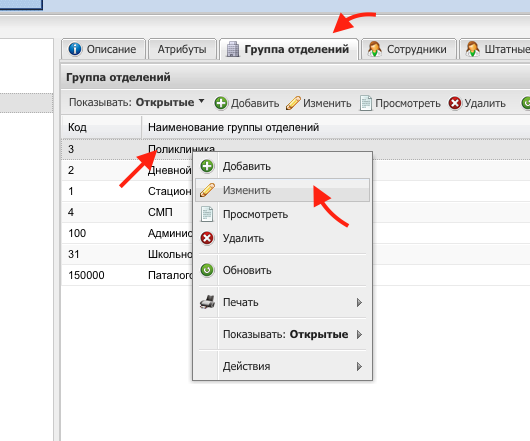 Описание Атрибуты Группа отделений Сотрудники Штатные
Группа отделений
Показывать: Открытые Добавить Изменить Просмотреть Удалить
Код Наименование группы отделений
3 Поликлиника
2 Дневной
1 Стацион
4 СМП
100 Админис
31 Школьно
150000 Паталого
Добавить
Изменить
Просмотреть
Удалить
Обновить
Печать
Показывать: Открытые
Действия